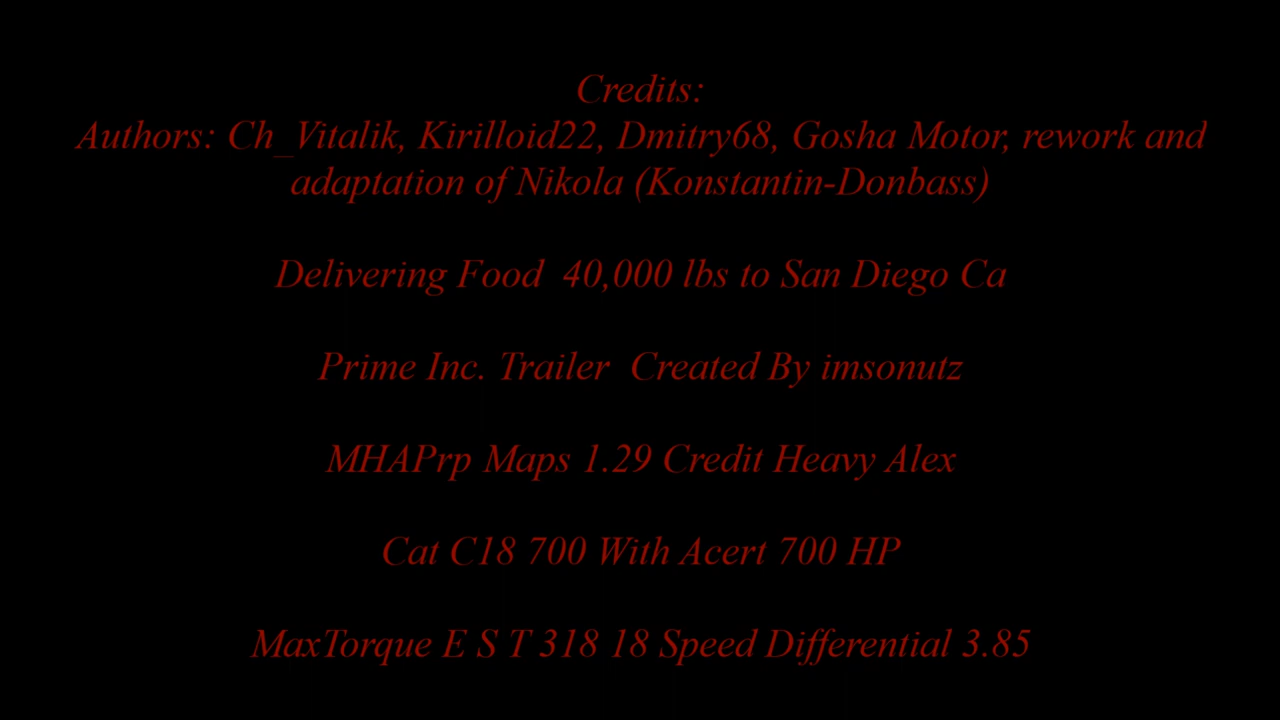 Credits:
Authors: Ch_Vitalik, Kirilloid22, Dmitry68, Gosha Motor, rework and
adaptation of Nikola (Konstantin-Donbass)
Delivering Food  40,000 lbs to San Diego Ca
Prime Inc. Trailer  Created By imsonutz
MHAPrp Maps 1.29 Credit Heavy Alex
Cat C18 700 With Acert 700 HP
MaxTorque E S T 318 18 Speed Differential 3.85